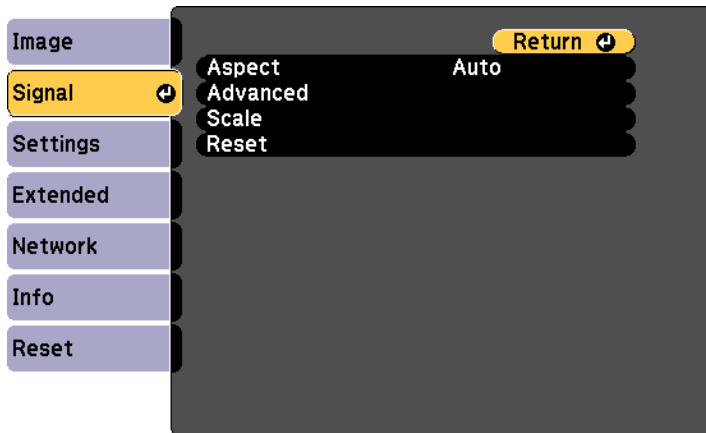 Image
Signal
Settings
Extended
Network
Info
Reset
Return
Aspect Auto
Advanced
Scale
Reset